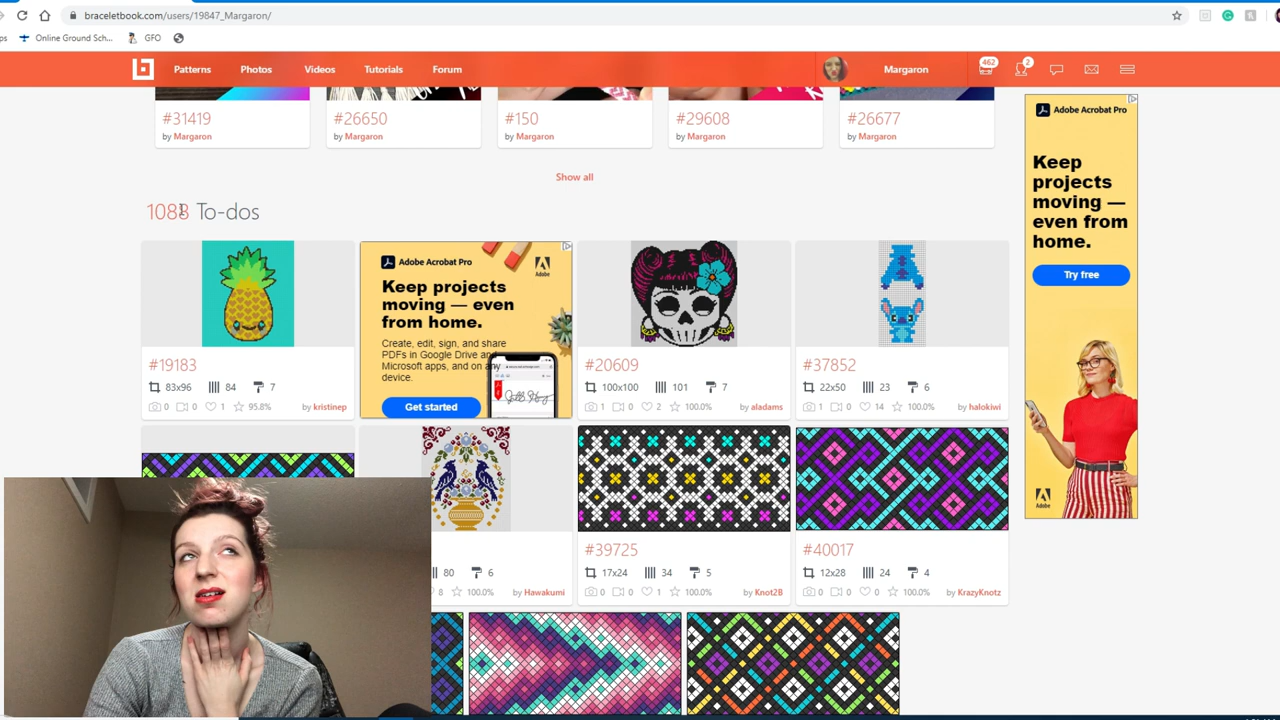 braceletbook.com/users/19847_Margaron/
Online Ground Sch...
GFO
Patterns
Photos
Videos
Tutorials
Forum
Margaron
462
2
#31419
by Margaron
#26650
by Margaron
#150
by Margaron
#29608
by Margaron
#26677
by Margaron
Show all
1088 To-dos
#19183
83x96 84 7
0 0 1 95.8% by kristinep
Adobe Acrobat Pro
Keep projects
moving — even
from home.
Create, edit, sign, and share
PDFs in Google Drive and
Microsoft apps, and on any
device.
Get started
Adobe
#20609
100x100 101 7
1 0 2 100.0% by aladams
#37852
22x50 23 6
1 0 14 100.0% by halokiwi
80 6
8 100.0% by Hawakumi
#39725
17x24 34 5
0 0 1 100.0% by Knot2B
#40017
12x28 24 4
0 0 0 100.0% by KrazyKnotz
Adobe Acrobat Pro
Keep
projects
moving —
even from
home.
Try free
Adobe